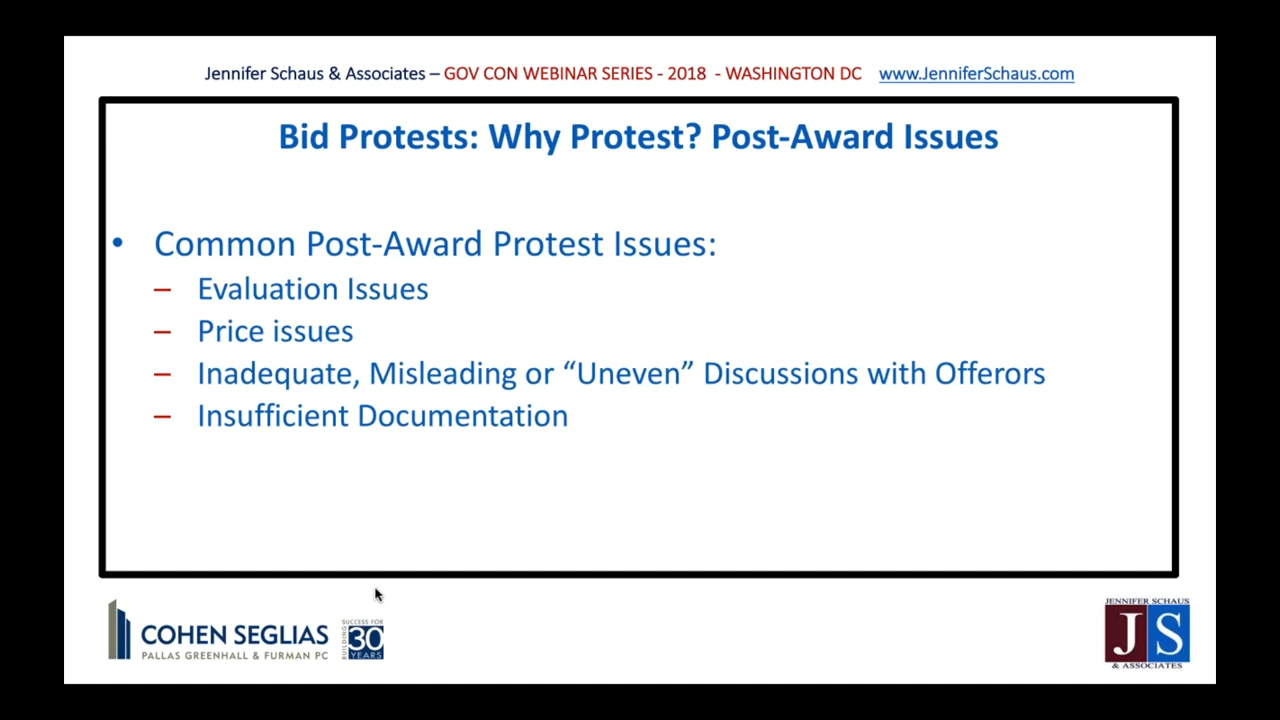 Jennifer Schaus & Associates – GOV CON WEBINAR SERIES - 2018 - WASHINGTON DC www.JenniferSchaus.com
Bid Protests: Why Protest? Post-Award Issues
• Common Post-Award Protest Issues:
– Evaluation Issues
– Price issues
– Inadequate, Misleading or “Uneven” Discussions with Offerors
– Insufficient Documentation
COHEN SEGLIAS
PALLAS GREENHALL & FURMAN PC
BUILDING
SUCCESS FOR
30
YEARS
JENNIFER SCHAUS
JS
& ASSOCIATES